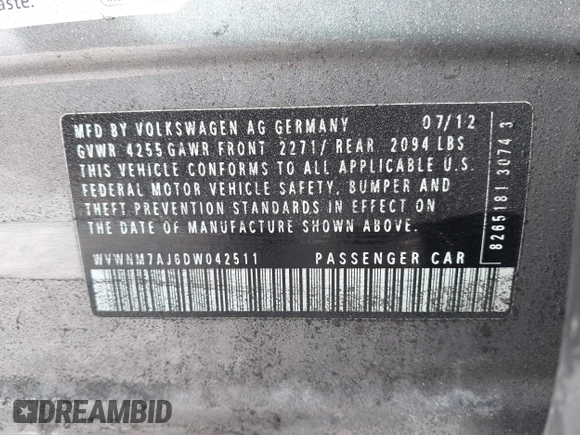 aste.
MFD BY VOLKSWAGEN AG GERMANY 07/12
GVWR 4255 GAWR FRONT 2271/ REAR 2094 LBS
THIS VEHICLE CONFORMS TO ALL APPLICABLE U.S.
FEDERAL MOTOR VEHICLE SAFETY, BUMPER AND
THEFT PREVENTION STANDARDS IN EFFECT ON
THE DATE OF MANUFACTURE SHOWN ABOVE.
WVWNM7AJ6DW042511 PASSENGER CAR
8265181 3074 3
DREAMBID